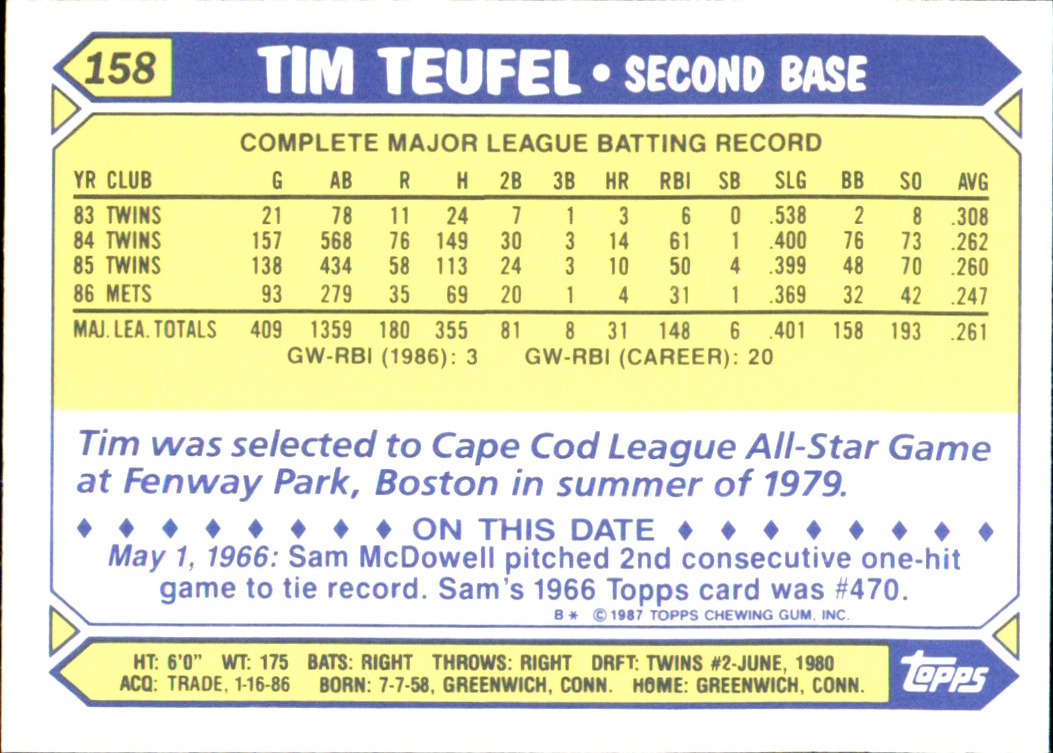 158 TIM TEUFEL • SECOND BASE
COMPLETE MAJOR LEAGUE BATTING RECORD
YR CLUB G AB R H 2B 3B HR RBI SB SLG BB SO AVG
83 TWINS 21 78 11 24 7 1 3 6 0 .538 2 8 .308
84 TWINS 157 568 76 149 30 3 14 61 1 .400 76 73 .262
85 TWINS 138 434 58 113 24 3 10 50 4 .399 48 70 .260
86 METS 93 279 35 69 20 1 4 31 1 .369 32 42 .247
MAJ. LEA. TOTALS 409 1359 180 355 81 8 31 148 6 .401 158 193 .261
GW-RBI (1986): 3 GW-RBI (CAREER): 20
Tim was selected to Cape Cod League All-Star Game
at Fenway Park, Boston in summer of 1979.
♦ ♦ ♦ ♦ ♦ ♦ ♦ ♦ ON THIS DATE ♦ ♦ ♦ ♦ ♦ ♦ ♦ ♦
May 1, 1966: Sam McDowell pitched 2nd consecutive one-hit
game to tie record. Sam's 1966 Topps card was #470.
B * © 1987 TOPPS CHEWING GUM, INC.
HT: 6'0" WT: 175 BATS: RIGHT THROWS: RIGHT DRFT: TWINS #2-JUNE, 1980
ACQ: TRADE, 1-16-86 BORN: 7-7-58, GREENWICH, CONN. HOME: GREENWICH, CONN.
topps